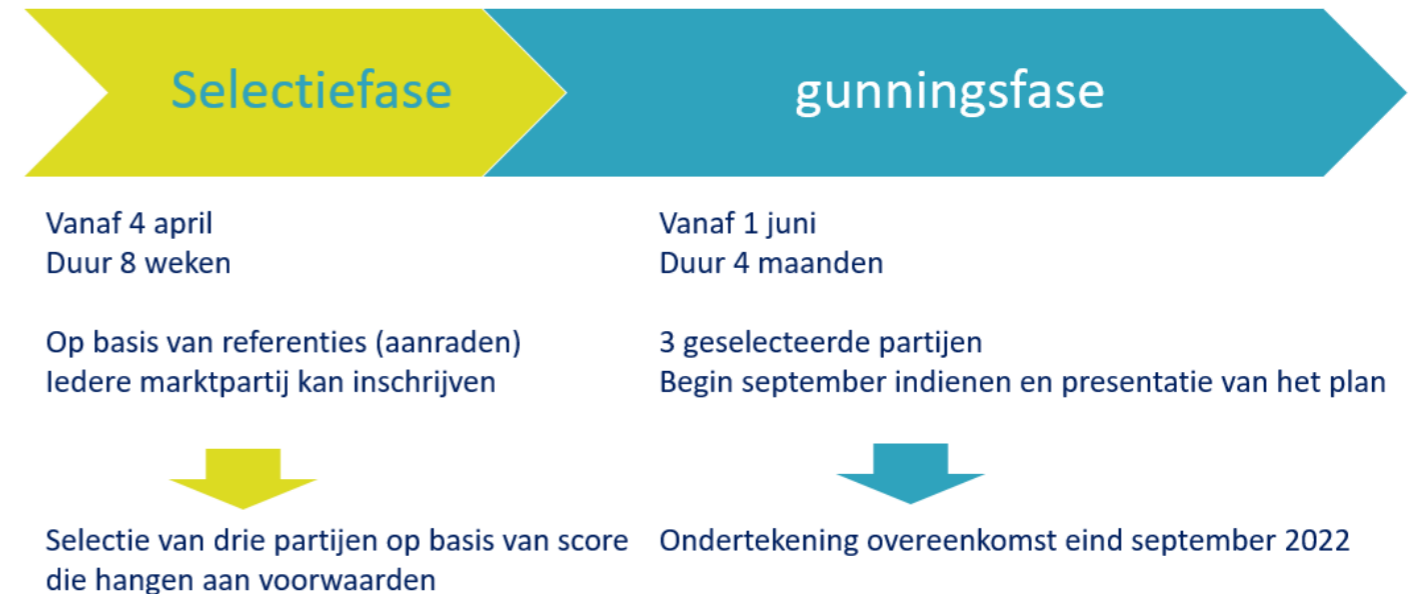 Selectiefase
gunningsfase
Vanaf 4 april
Duur 8 weken
Op basis van referenties (aanraden)
Iedere marktpartij kan inschrijven
Selectie van drie partijen op basis van score
die hangen aan voorwaarden
Vanaf 1 juni
Duur 4 maanden
3 geselecteerde partijen
Begin september indienen en presentatie van het plan
Ondertekening overeenkomst eind september 2022